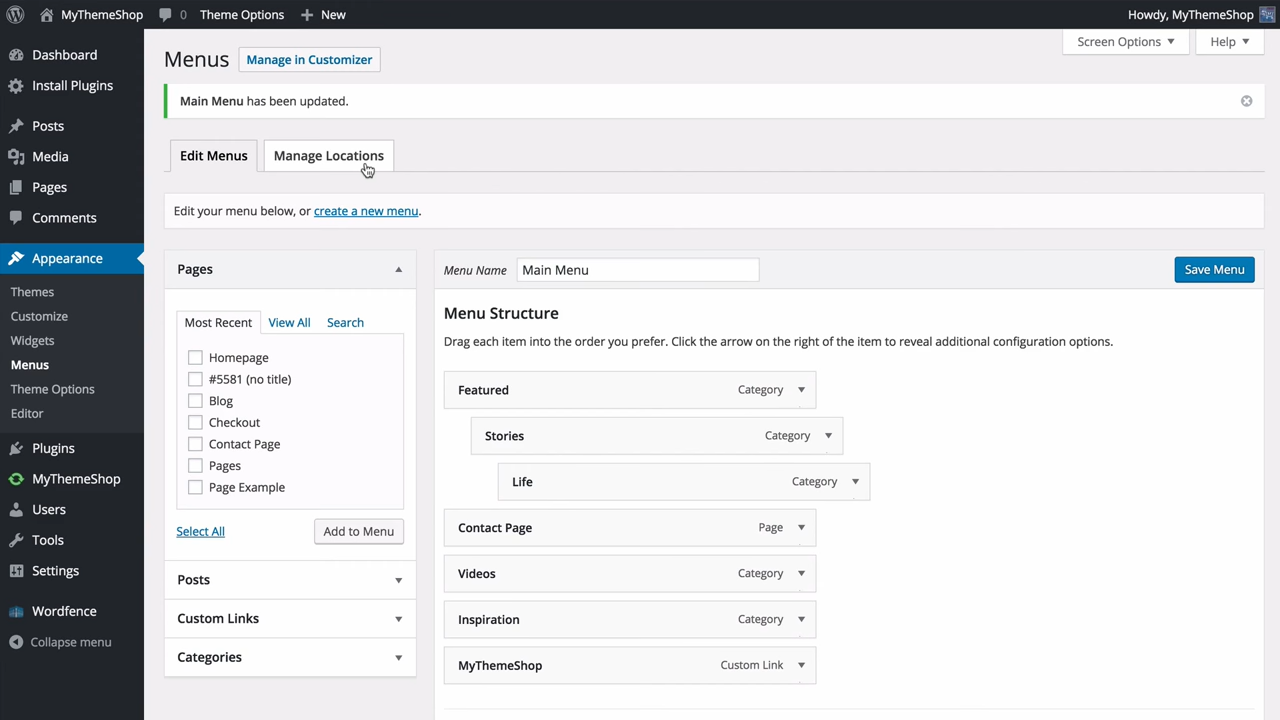 MyThemeShop 0 Theme Options + New Howdy, MyThemeShop
Screen Options Help
Dashboard
Install Plugins
Posts
Media
Pages
Comments
Appearance
Themes
Customize
Widgets
Menus
Theme Options
Editor
Plugins
MyThemeShop
Users
Tools
Settings
Wordfence
Collapse menu
Menus Manage in Customizer
Main Menu has been updated.
Edit Menus Manage Locations
Edit your menu below, or create a new menu.
Pages
Most Recent View All Search
Homepage
#5581 (no title)
Blog
Checkout
Contact Page
Pages
Page Example
Select All Add to Menu
Posts
Custom Links
Categories
Menu Name Main Menu Save Menu
Menu Structure
Drag each item into the order you prefer. Click the arrow on the right of the item to reveal additional configuration options.
Featured Category
Stories Category
Life Category
Contact Page Page
Videos Category
Inspiration Category
MyThemeShop Custom Link